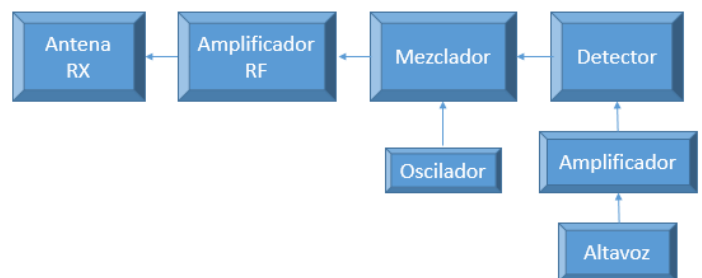 Antena
RX
Amplificador
RF
Mezclador
Detector
Oscilador
Amplificador
Altavoz